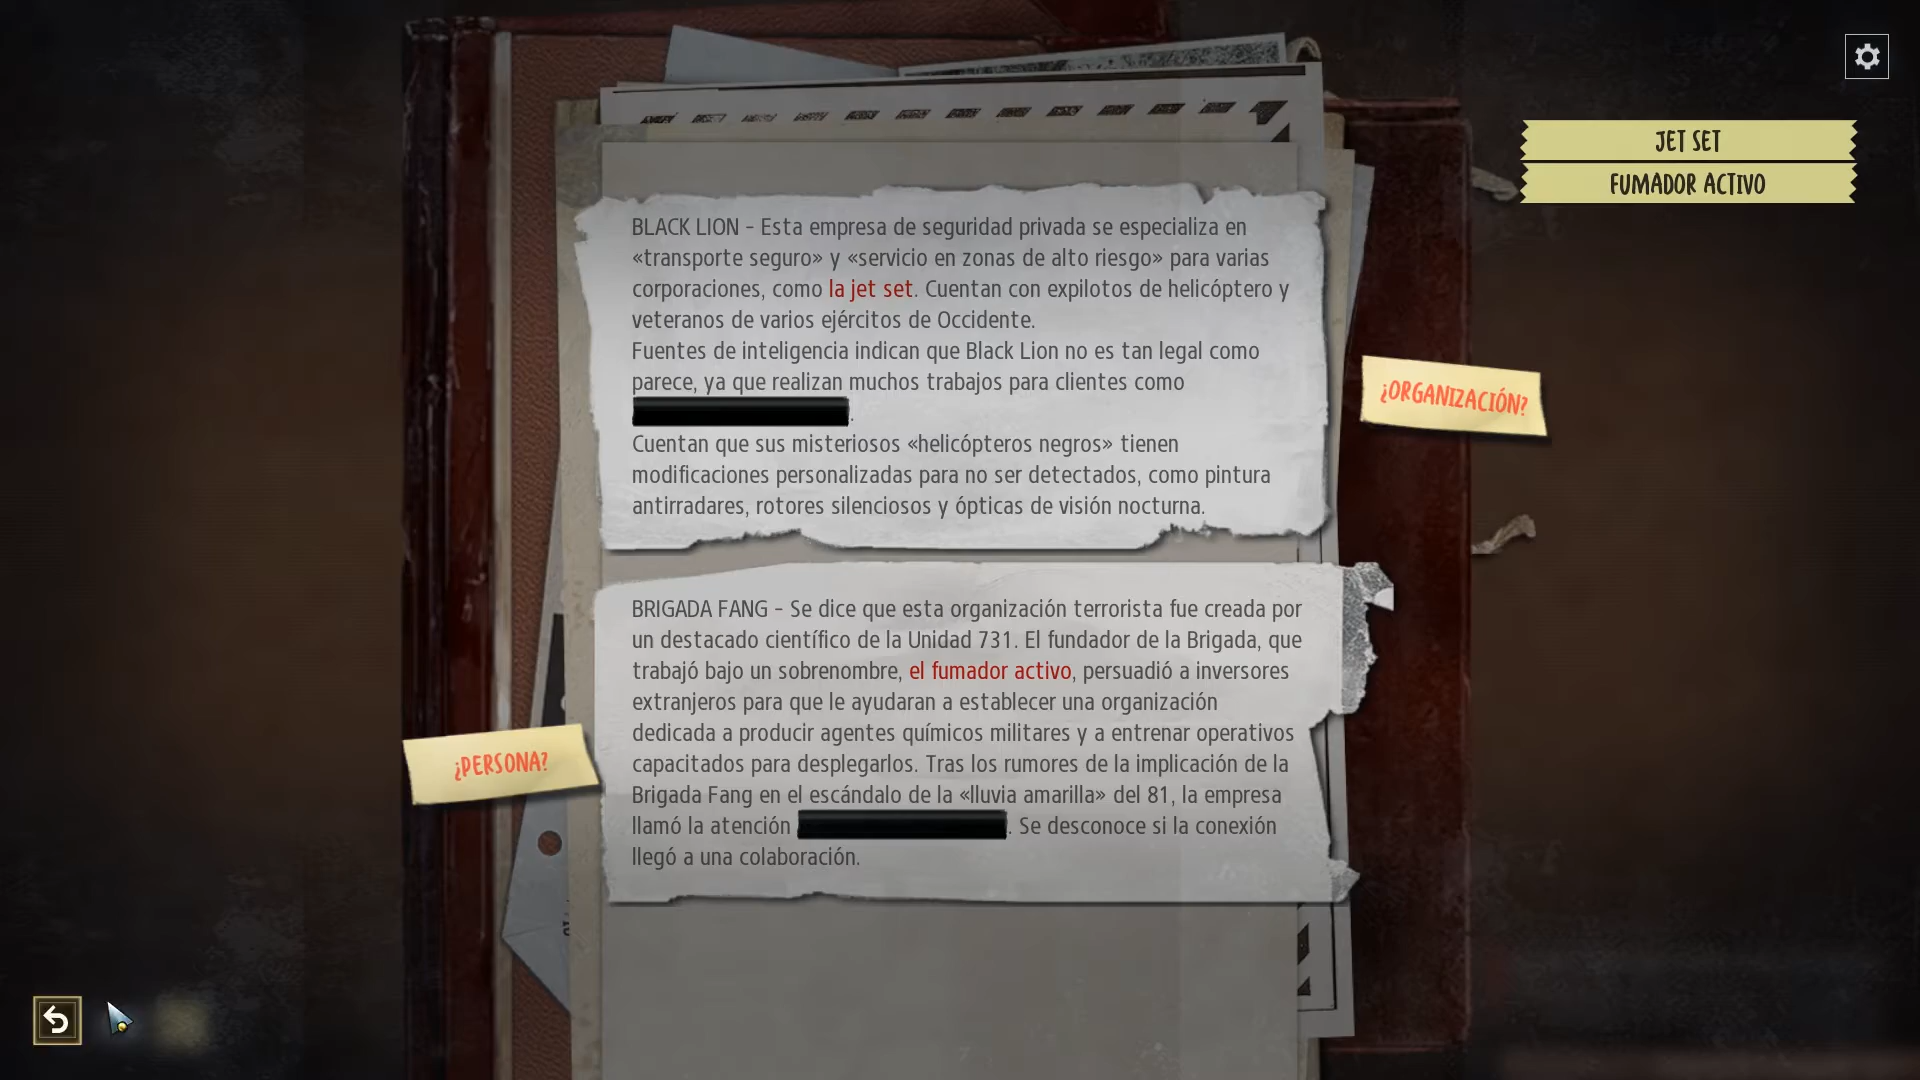 JET SET
FUMADOR ACTIVO
BLACK LION - Esta empresa de seguridad privada se especializa en
«transporte seguro» y «servicio en zonas de alto riesgo» para varias
corporaciones, como la jet set. Cuentan con expilotos de helicóptero y
veteranos de varios ejércitos de Occidente.
Fuentes de inteligencia indican que Black Lion no es tan legal como
parece, ya que realizan muchos trabajos para clientes como
.
Cuentan que sus misteriosos «helicópteros negros» tienen
modificaciones personalizadas para no ser detectados, como pintura
antirradares, rotores silenciosos y ópticas de visión nocturna.
¿ORGANIZACIÓN?
BRIGADA FANG - Se dice que esta organización terrorista fue creada por
un destacado científico de la Unidad 731. El fundador de la Brigada, que
trabajó bajo un sobrenombre, el fumador activo, persuadió a inversores
extranjeros para que le ayudaran a establecer una organización
dedicada a producir agentes químicos militares y a entrenar operativos
capacitados para desplegarlos. Tras los rumores de la implicación de la
Brigada Fang en el escándalo de la «lluvia amarilla» del 81, la empresa
llamó la atención . Se desconoce si la conexión
llegó a una colaboración.
¿PERSONA?